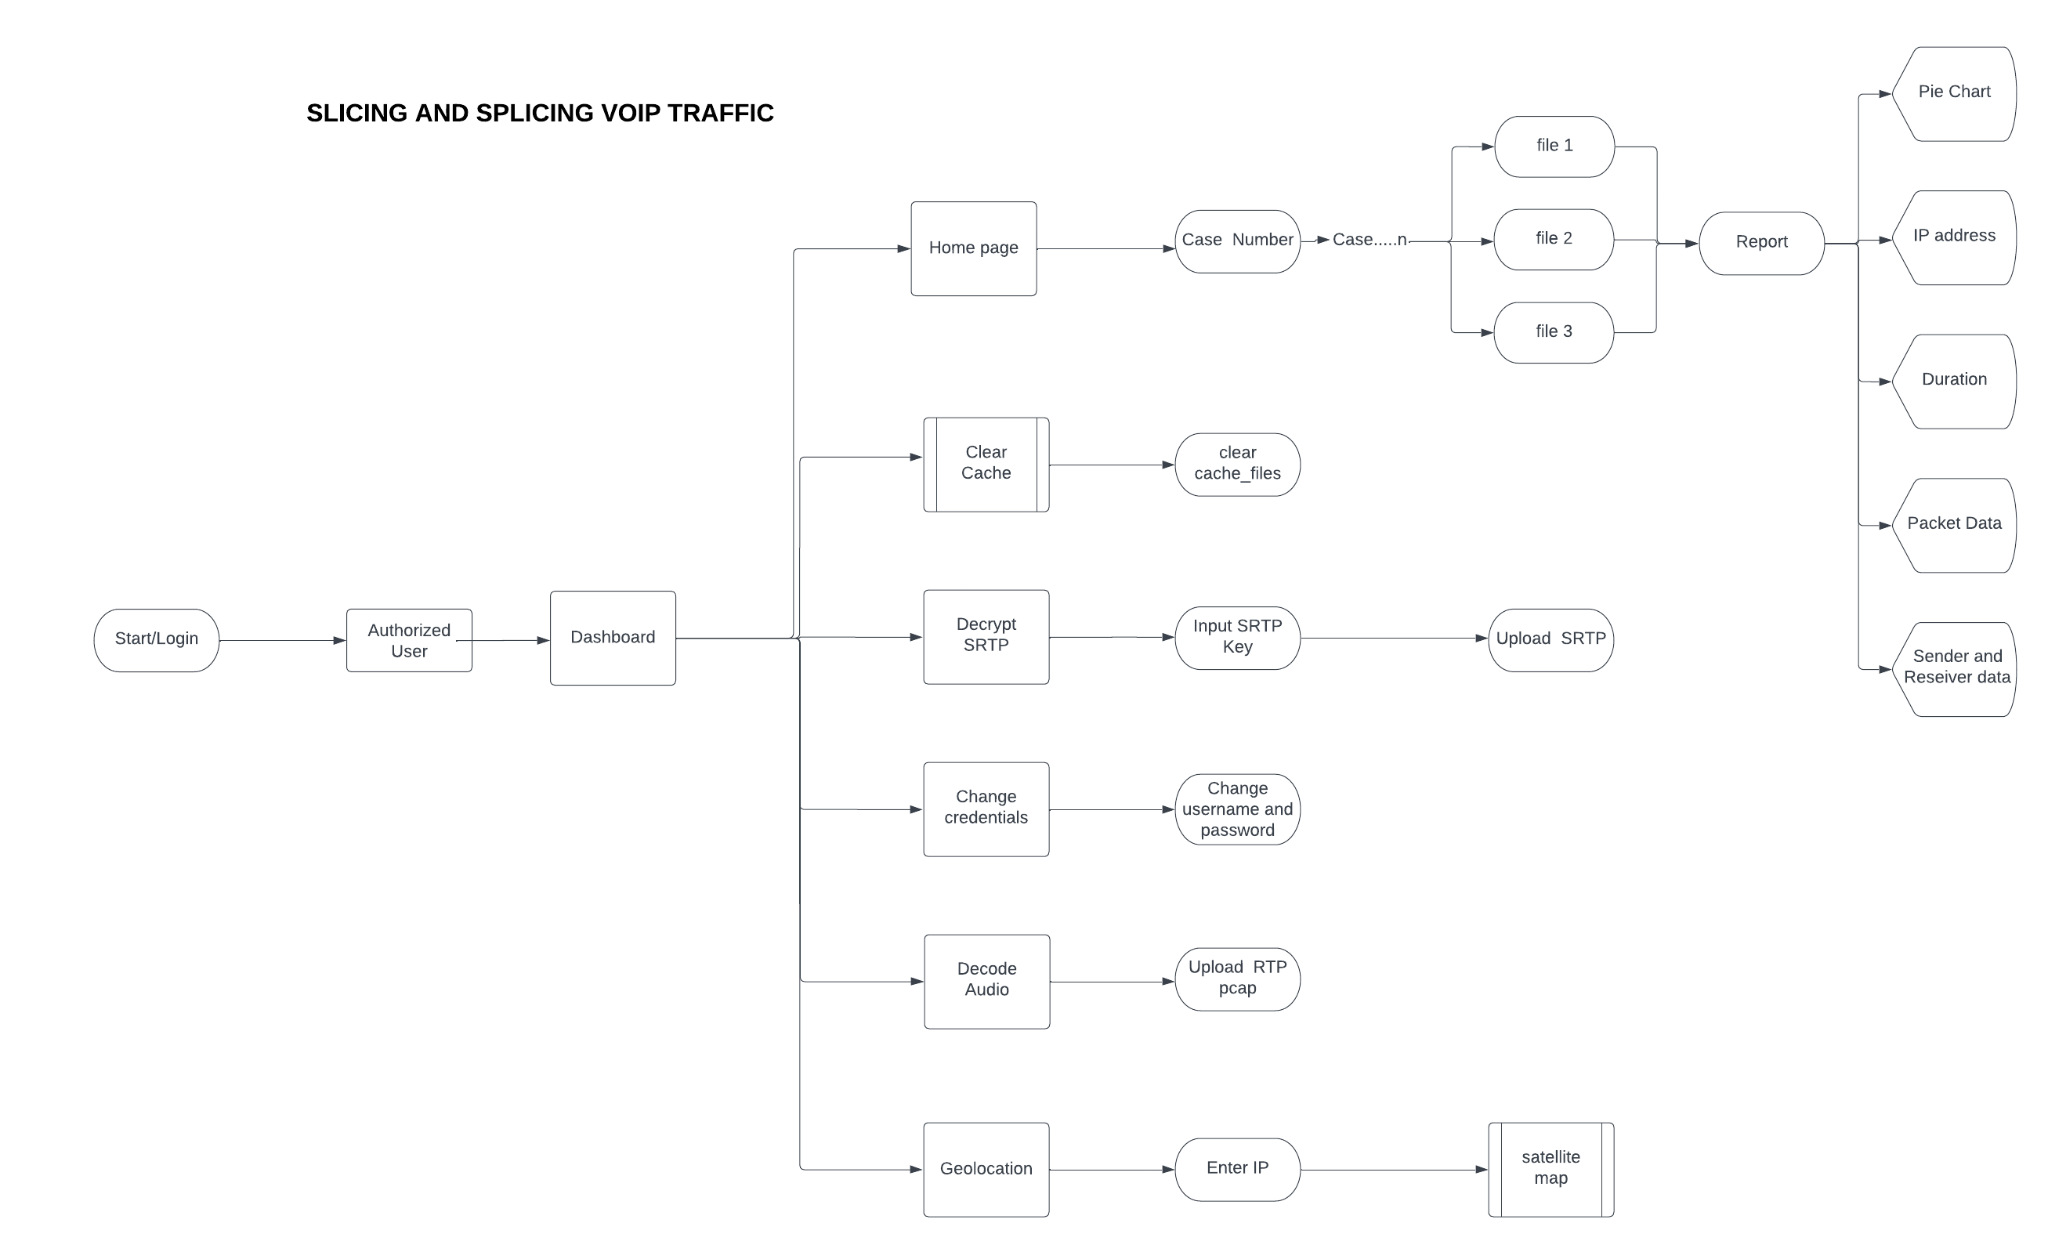 SLICING AND SPLICING VOIP TRAFFIC
Start/Login
Authorized
User
Dashboard
Home page
Case  Number
Case.....n
file 1
file 2
file 3
Report
Pie Chart
IP address
Duration
Packet Data
Sender and
Reseiver data
Clear
Cache
clear
cache_files
Decrypt
SRTP
Input SRTP
Key
Upload  SRTP
Change
credentials
Change
username and
password
Decode
Audio
Upload  RTP
pcap
Geolocation
Enter IP
satellite
map